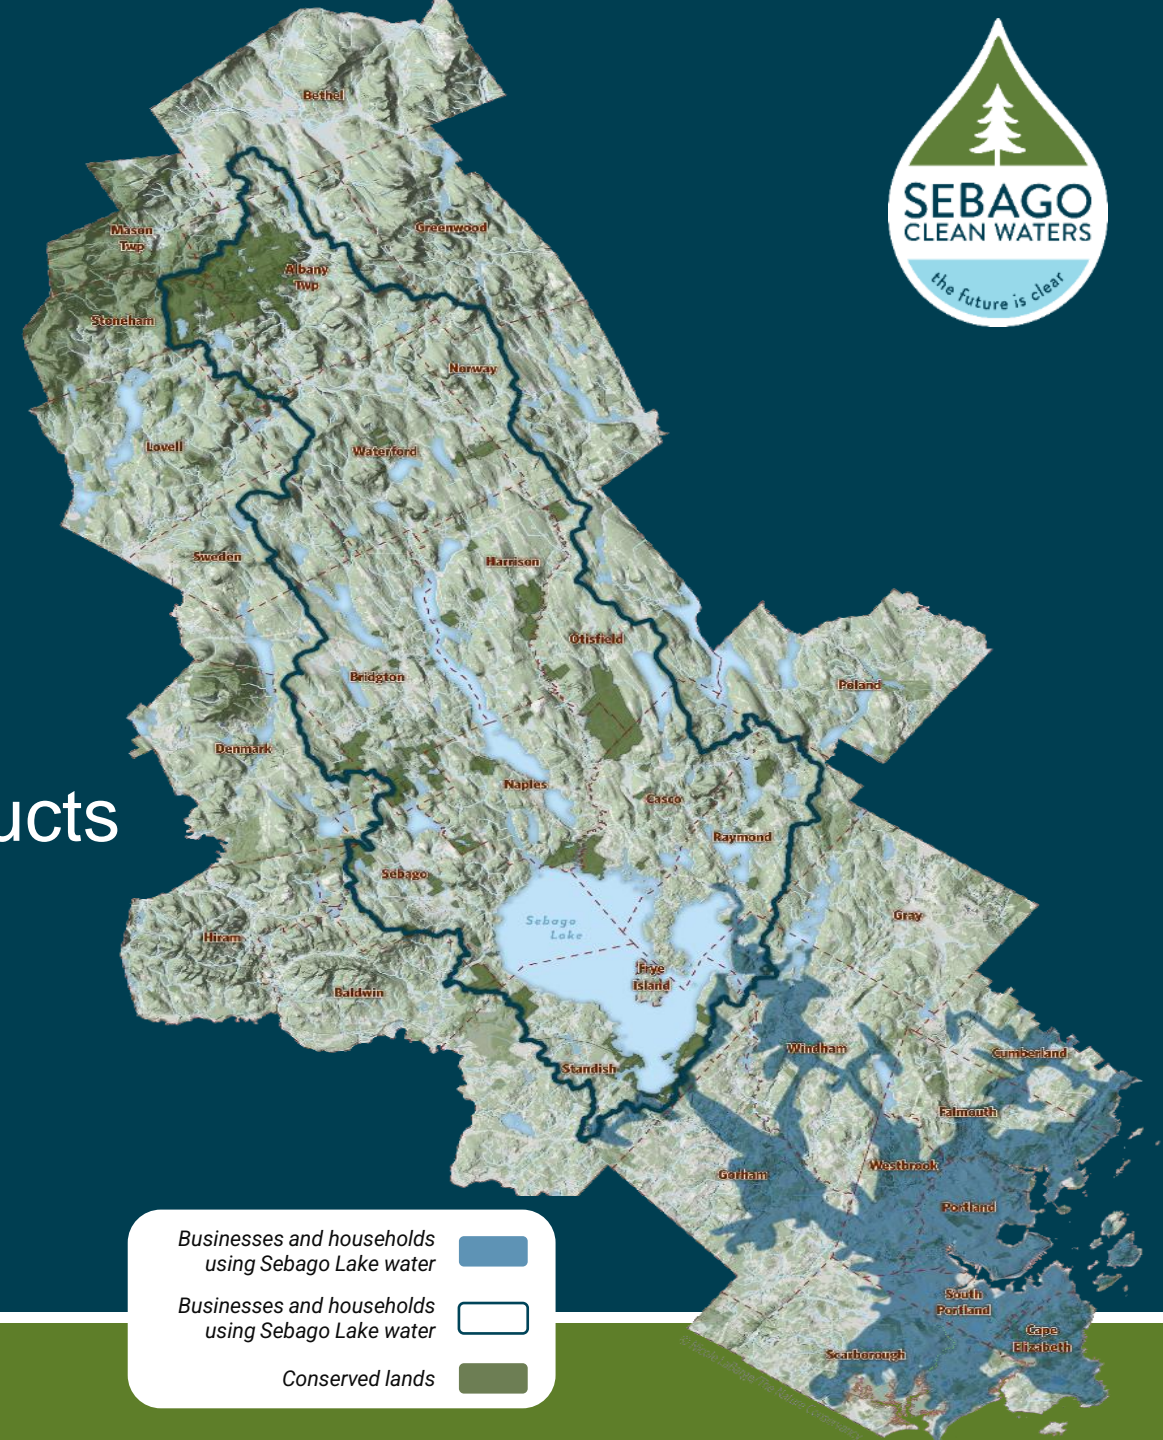 Bethel
SEBAGO
CLEAN WATERS
the future is clear
Mason
Twp
Greenwood
Albany
Twp
Stoneham
Norway
Lovell
Waterford
Sweden
Harrison
Otisfield
Bridgton
Poland
Denmark
Naples
Casco
ucts
Raymond
Sebago
Sebago
Lake
Gray
Hiram
Frye
Island
Baldwin
Windham
Cumberland
Standish
Falmouth
Gorham
Westbrook
Portland
South
Portland
Cape
Elizabeth
Scarborough
Businesses and households
using Sebago Lake water
Businesses and households
using Sebago Lake water
Conserved lands